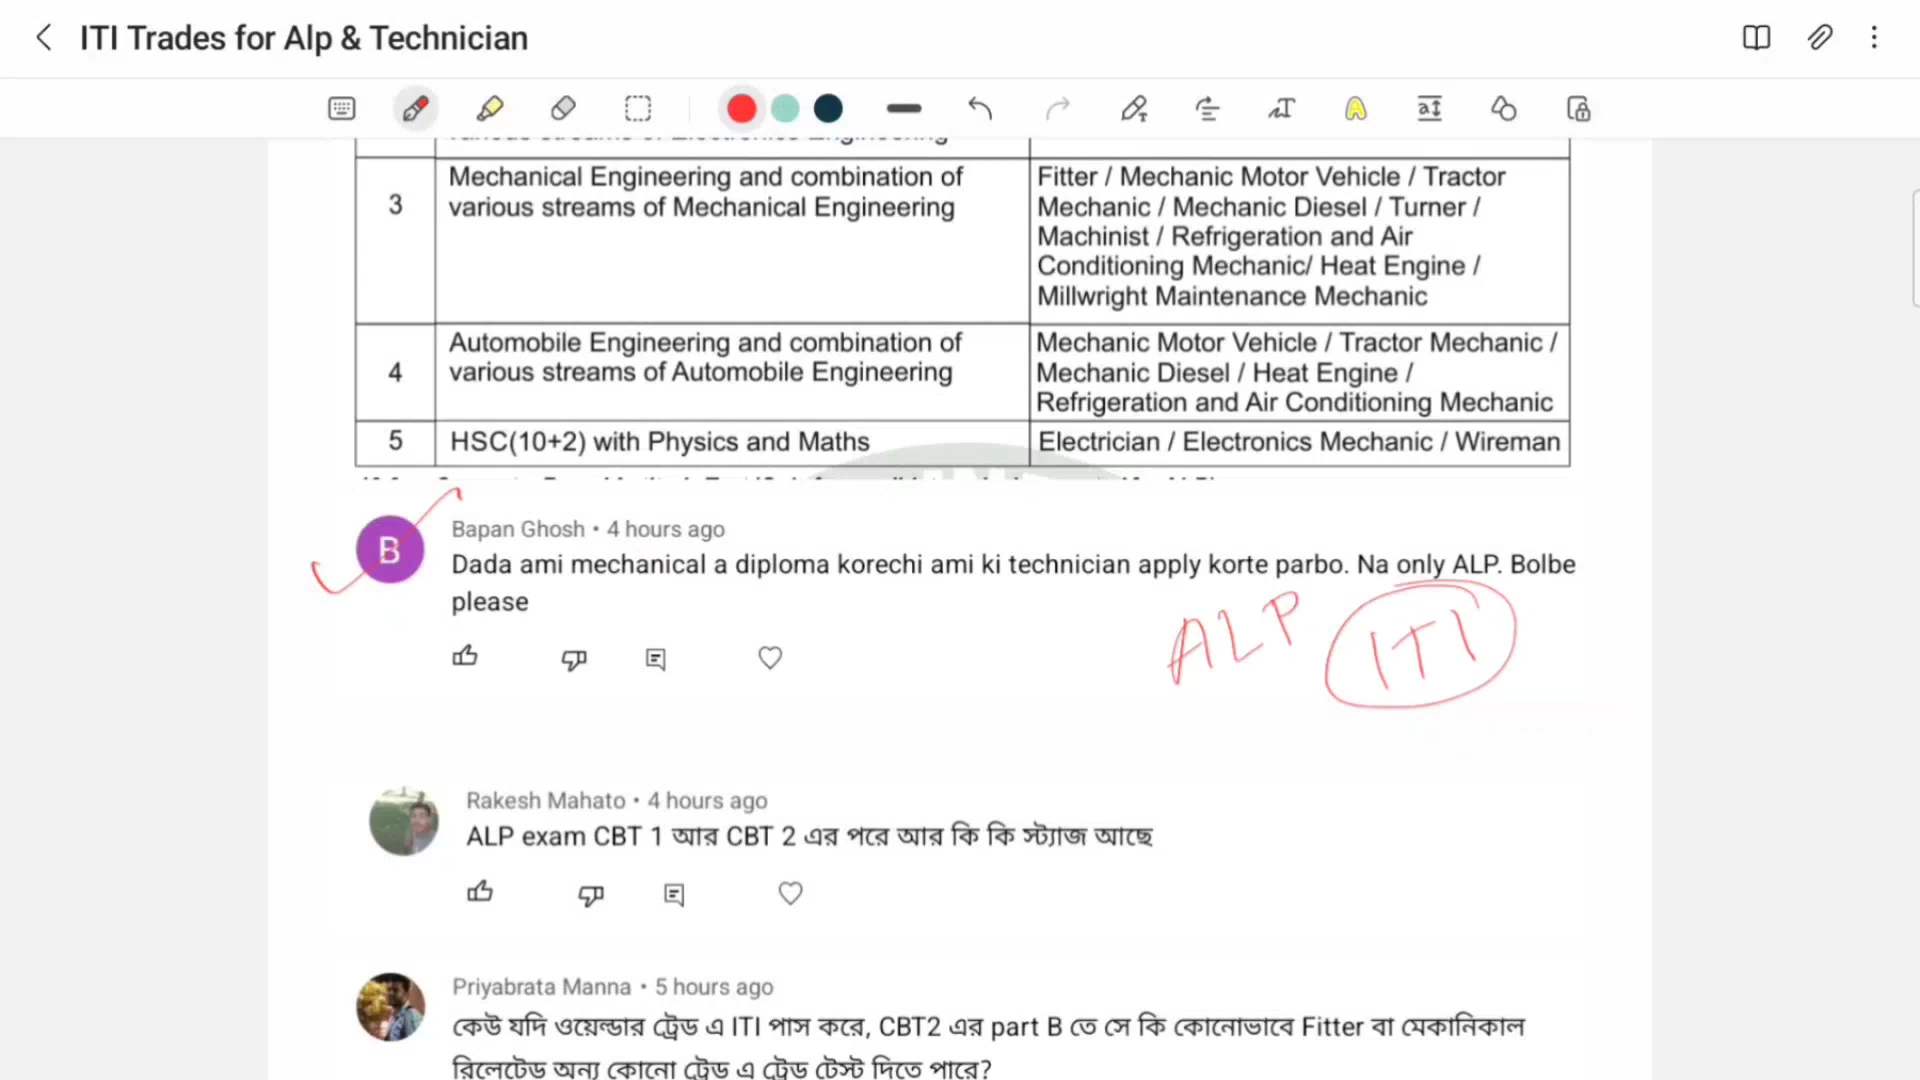 ITI Trades for Alp & Technician
various streams of Electronics Engineering
3
Mechanical Engineering and combination of
various streams of Mechanical Engineering
Fitter / Mechanic Motor Vehicle / Tractor
Mechanic / Mechanic Diesel / Turner /
Machinist / Refrigeration and Air
Conditioning Mechanic/ Heat Engine /
Millwright Maintenance Mechanic
4
Automobile Engineering and combination of
various streams of Automobile Engineering
Mechanic Motor Vehicle / Tractor Mechanic /
Mechanic Diesel / Heat Engine /
Refrigeration and Air Conditioning Mechanic
5
HSC(10+2) with Physics and Maths
Electrician / Electronics Mechanic / Wireman
B
Bapan Ghosh • 4 hours ago
Dada ami mechanical a diploma korechi ami ki technician apply korte parbo. Na only ALP. Bolbe
please
ALP ITI
Rakesh Mahato • 4 hours ago
ALP exam CBT 1 আর CBT 2 এর পরে আর কি কি স্ট্যাজ আছে
Priyabrata Manna • 5 hours ago
কেউ যদি ওয়েল্ডার ট্রেড এ ITI পাস করে, CBT2 এর part B তে সে কি কোনোভাবে Fitter বা মেকানিকাল
রিলেটেড অন্য কোনো ট্রেড এ ট্রেড টেস্ট দিতে পারে?